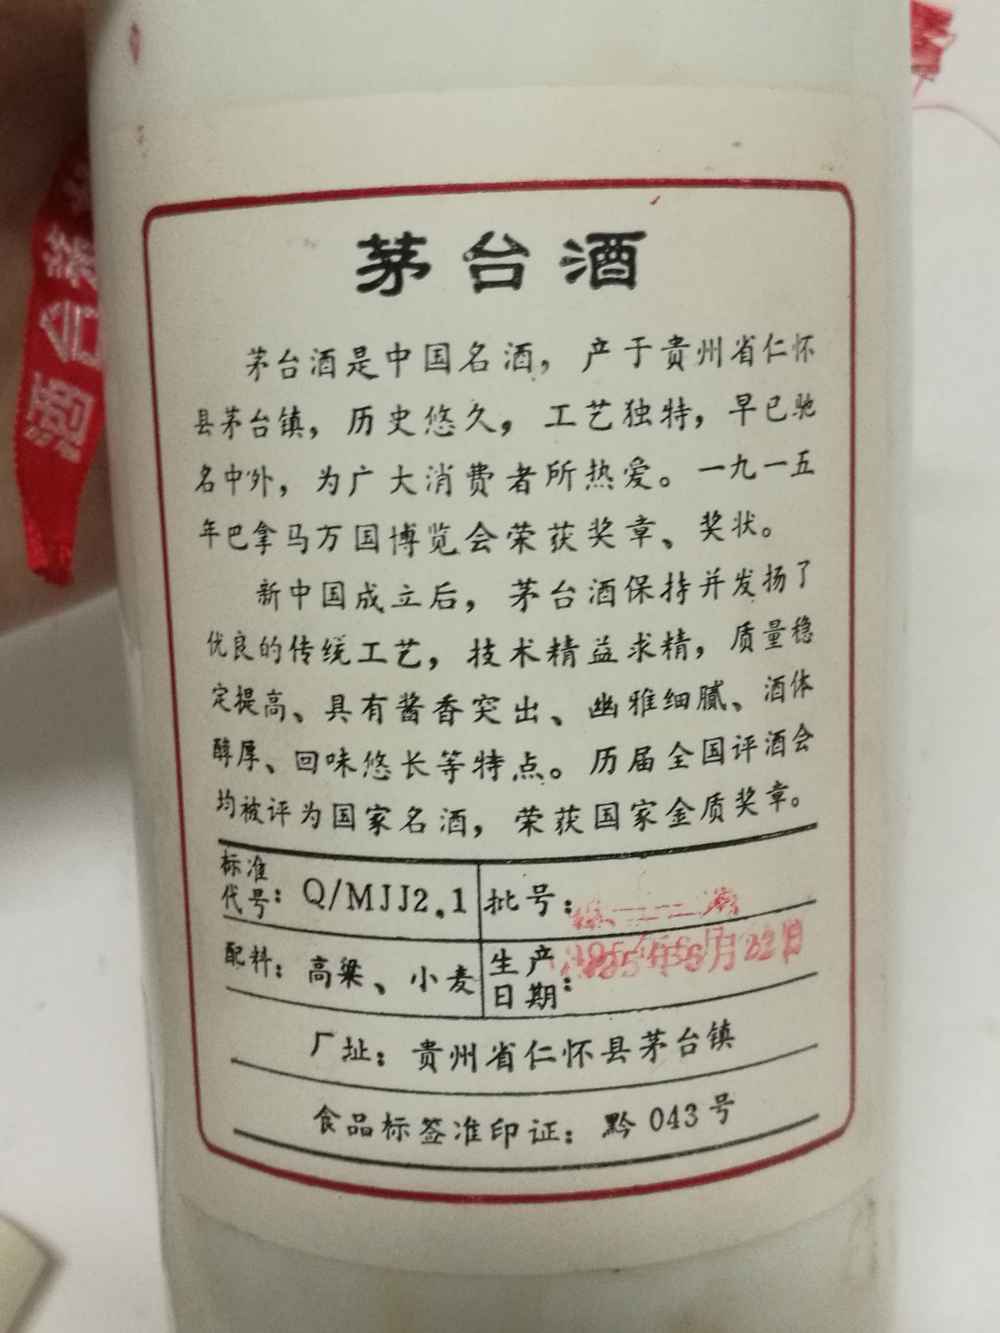 茅台酒
茅台酒是中国名酒，产于贵州省仁怀
县茅台镇，历史悠久，工艺独特，早已驰
名中外，为广大消费者所热爱。一九一五
年巴拿马万国博览会荣获奖章、奖状。
新中国成立后，茅台酒保持并发扬了
优良的传统工艺，技术精益求精，质量稳
定提高、具有酱香突出、幽雅细腻、酒体
醇厚、回味悠长等特点。历届全国评酒会
均被评为国家名酒，荣获国家金质奖章。
标准代号：Q/MJJ2.1 批号：
配料：高粱、小麦 生产日期： 月22日
厂址：贵州省仁怀县茅台镇
食品标签准印证：黔043号
酒台